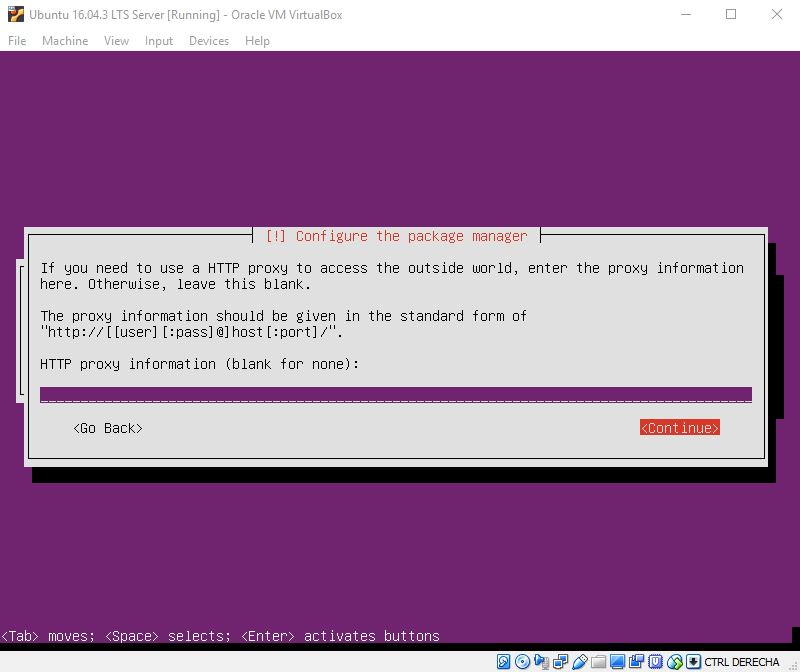 Ubuntu 16.04.3 LTS Server [Running] - Oracle VM VirtualBox
File Machine View Input Devices Help
[!] Configure the package manager
If you need to use a HTTP proxy to access the outside world, enter the proxy information
here. Otherwise, leave this blank.
The proxy information should be given in the standard form of
"http://[[user][:pass]@]host[:port]/".
HTTP proxy information (blank for none):
<Go Back> <Continue>
<Tab> moves; <Space> selects; <Enter> activates buttons
CTRL DERECHA